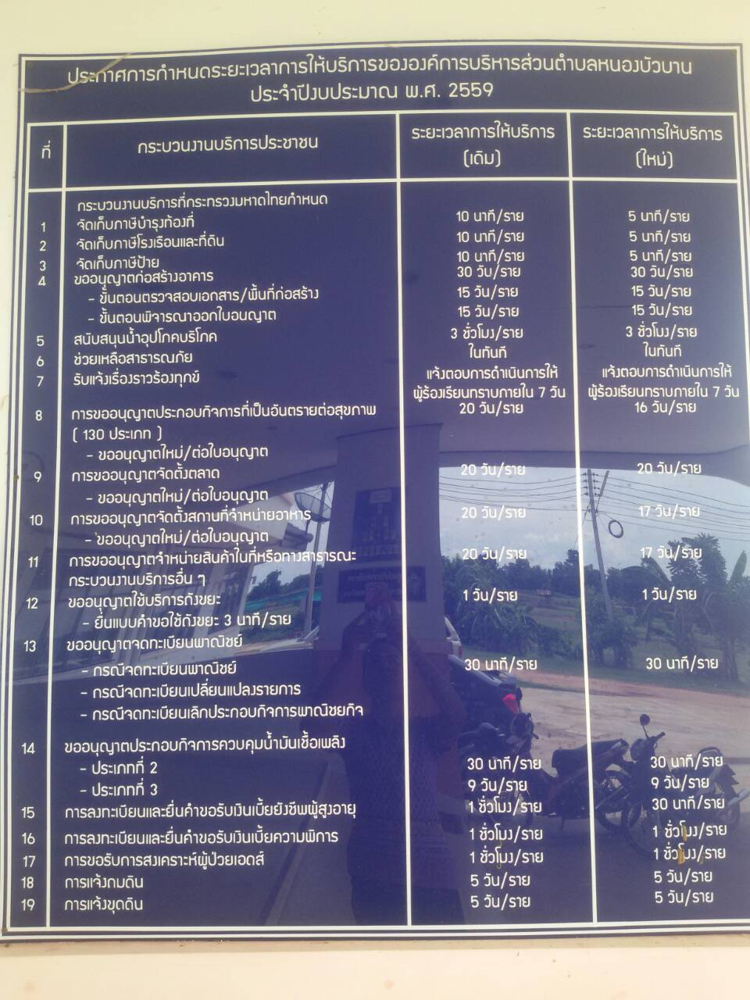 ประกาศการกำหนดระยะเวลาการให้บริการขององค์การบริหารส่วนตำบลหนองบัวบาน
ประจำปีงบประมาณ พ.ศ. 2559
ที่ กระบวนงานบริการประชาชน ระยะเวลาการให้บริการ (เดิม) ระยะเวลาการให้บริการ (ใหม่)
กระบวนงานบริการที่กระทรวงมหาดไทยกำหนด
1 จัดเก็บภาษีบำรุงท้องที่ 10 นาที/ราย 5 นาที/ราย
2 จัดเก็บภาษีโรงเรือนและที่ดิน 10 นาที/ราย 5 นาที/ราย
3 จัดเก็บภาษีป้าย 10 นาที/ราย 5 นาที/ราย
4 ขออนุญาตก่อสร้างอาคาร 30 วัน/ราย 30 วัน/ราย
- ขั้นตอนตรวจสอบเอกสาร/พื้นที่ก่อสร้าง 15 วัน/ราย 15 วัน/ราย
- ขั้นตอนพิจารณาออกใบอนญาต 15 วัน/ราย 15 วัน/ราย
5 สนับสนุนน้ำอุปโภคบริโภค 3 ชั่วโมง/ราย 3 ชั่วโมง/ราย
6 ช่วยเหลือสาธารณภัย ในทันที ในทันที
7 รับแจ้งเรื่องราวร้องทุกข์ แจ้งตอบการดำเนินการให้ แจ้งตอบการดำเนินการให้
ผู้ร้องเรียนทราบภายใน 7 วัน ผู้ร้องเรียนทราบภายใน 7 วัน
8 การขออนุญาตประกอบกิจการที่เป็นอันตรายต่อสุขภาพ 20 วัน/ราย 16 วัน/ราย
( 130 ประเภท )
- ขออนุญาตใหม่/ต่อใบอนุญาต
9 การขออนุญาตจัดตั้งตลาด 20 วัน/ราย 20 วัน/ราย
- ขออนุญาตใหม่/ต่อใบอนุญาต
10 การขออนุญาตจัดตั้งสถานที่จำหน่ายอาหาร 20 วัน/ราย 17 วัน/ราย
- ขออนุญาตใหม่/ต่อใบอนุญาต
11 การขออนุญาตจำหน่ายสินค้าในที่หรือทางสาธารณะ 20 วัน/ราย 17 วัน/ราย
กระบวนงานบริการอื่น ๆ
12 ขออนุญาตใช้บริการถังขยะ 1 วัน/ราย 1 วัน/ราย
- ยื่นแบบคำขอใช้ถังขยะ 3 นาที/ราย
13 ขออนุญาตจดทะเบียนพาณิชย์
- กรณีจดทะเบียนพาณิชย์ 30 นาที/ราย 30 นาที/ราย
- กรณีจดทะเบียนเปลี่ยนแปลงรายการ
- กรณีจดทะเบียนเลิกประกอบกิจการพาณิชยกิจ
14 ขออนุญาตประกอบกิจการควบคุมน้ำมันเชื้อเพลิง
- ประเภทที่ 2 30 นาที/ราย 30 นาที/ราย
- ประเภทที่ 3 9 วัน/ราย 9 วัน/ราย
15 การลงทะเบียนและยื่นคำขอรับเงินเบี้ยยังชีพผู้สูงอายุ 1 ชั่วโมง/ราย 30 นาที/ราย
16 การลงทะเบียนและยื่นคำขอรับเงินเบี้ยความพิการ 1 ชั่วโมง/ราย 1 ชั่วโมง/ราย
17 การขอรับการสงเคราะห์ผู้ป่วยเอดส์ 1 ชั่วโมง/ราย 1 ชั่วโมง/ราย
18 การแจ้งถมดิน 5 วัน/ราย 5 วัน/ราย
19 การแจ้งขุดดิน 5 วัน/ราย 5 วัน/ราย